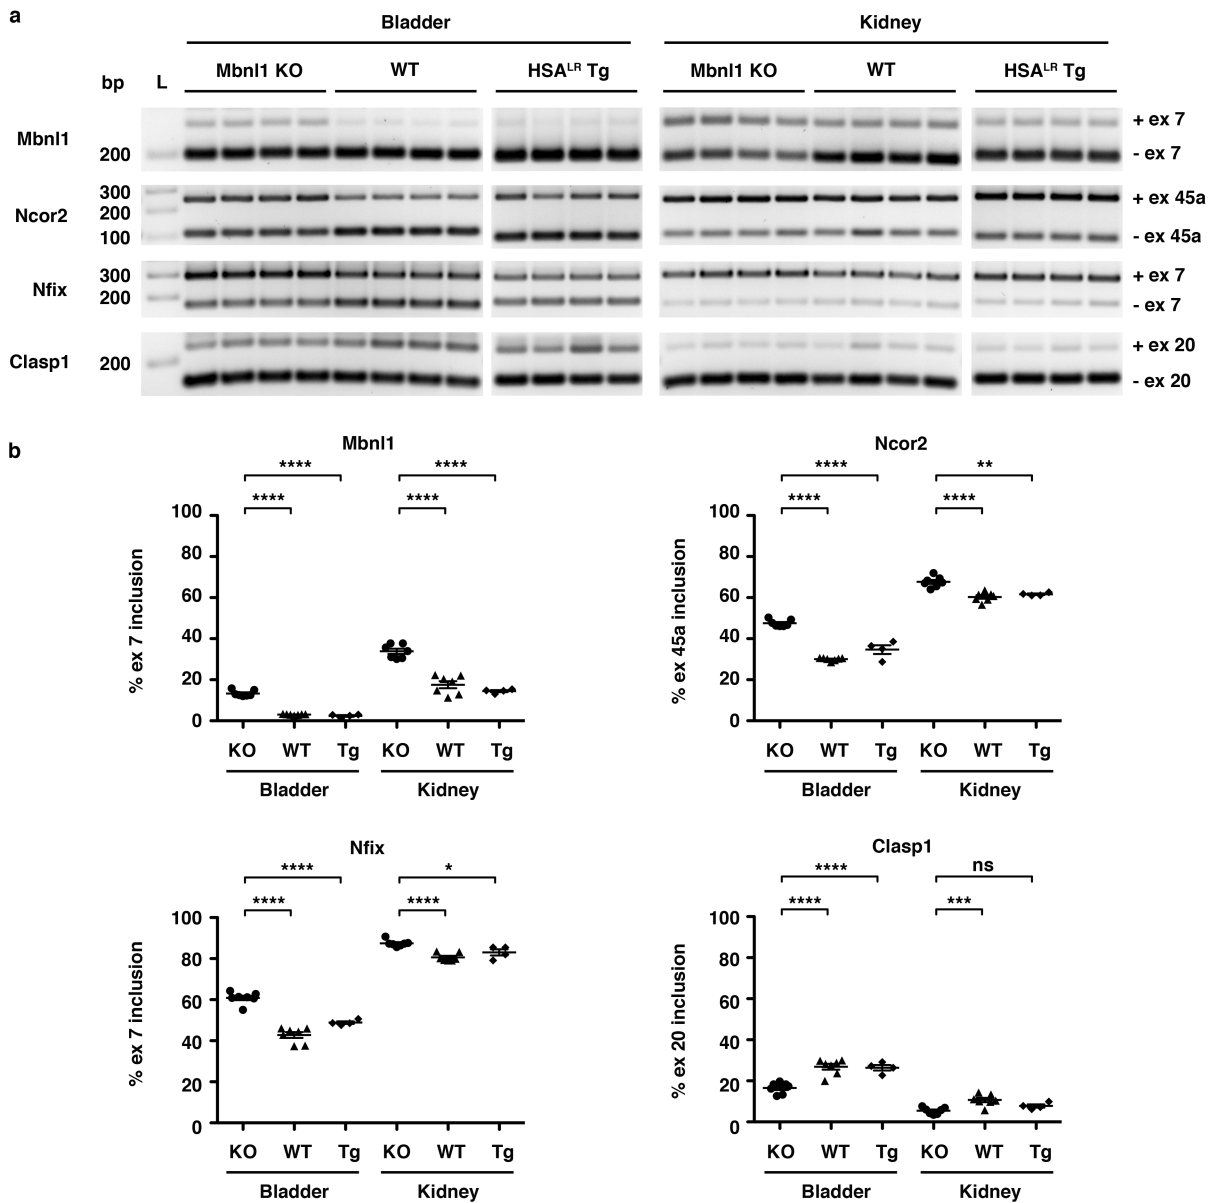 a
Bladder Kidney
bp L Mbnl1 KO WT HSALR Tg Mbnl1 KO WT HSALR Tg
Mbnl1 200 + ex 7
- ex 7
Ncor2 300 200 100 + ex 45a
- ex 45a
Nfix 300 200 + ex 7
- ex 7
Clasp1 200 + ex 20
- ex 20
b
Mbnl1
**** ****
**** ****
% ex 7 inclusion
100
80
60
40
20
0
KO WT Tg KO WT Tg
Bladder Kidney
Ncor2
**** **
**** ****
% ex 45a inclusion
100
80
60
40
20
0
KO WT Tg KO WT Tg
Bladder Kidney
Nfix
**** *
**** ****
% ex 7 inclusion
100
80
60
40
20
0
KO WT Tg KO WT Tg
Bladder Kidney
Clasp1
**** ns
**** ***
% ex 20 inclusion
100
80
60
40
20
0
KO WT Tg KO WT Tg
Bladder Kidney